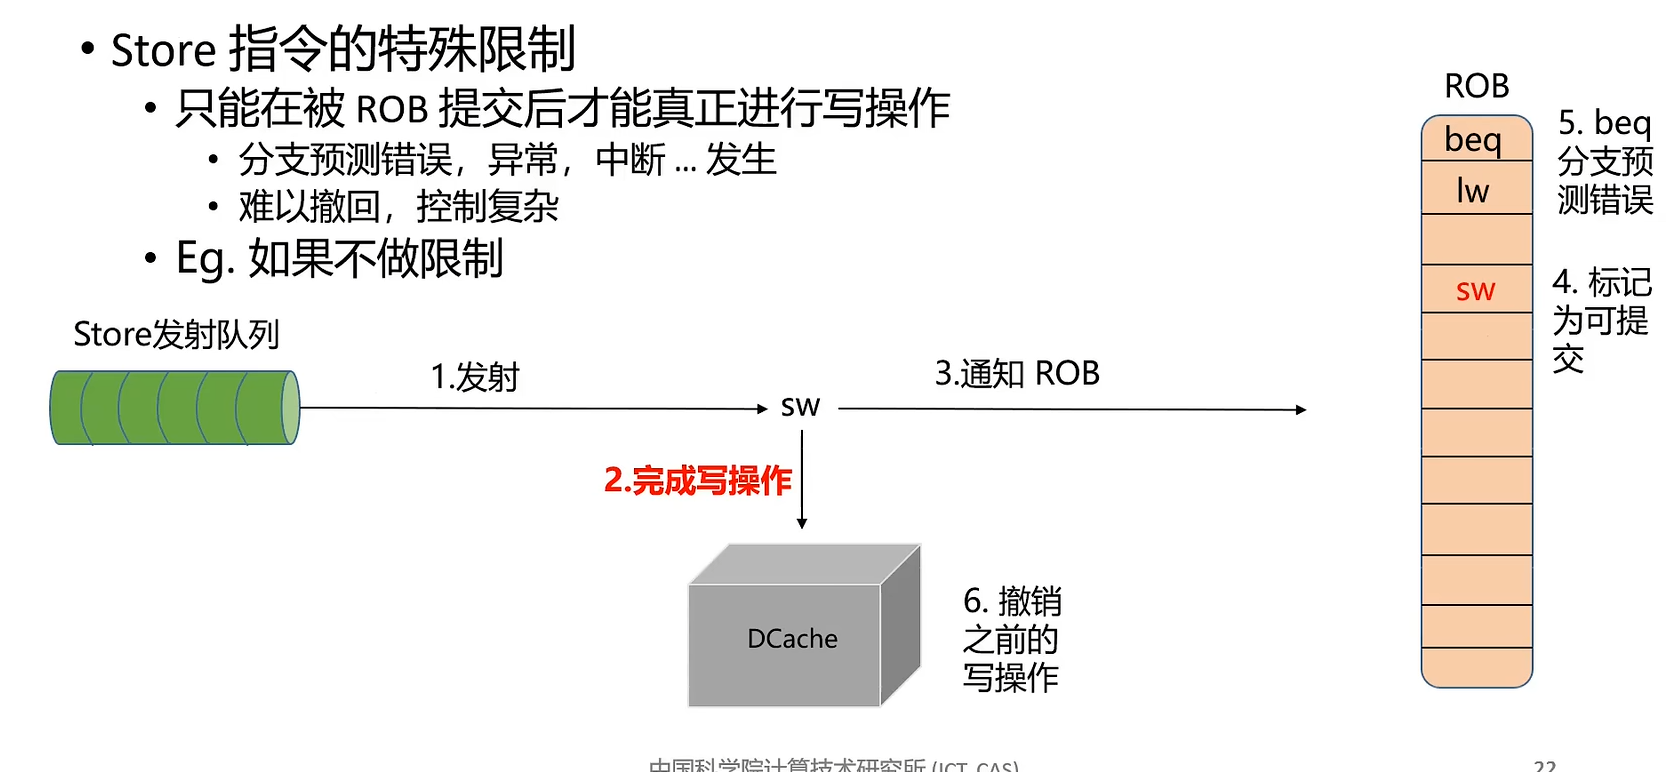 • Store 指令的特殊限制
• 只能在被 ROB 提交后才能真正进行写操作
• 分支预测错误，异常，中断 ... 发生
• 难以撤回，控制复杂
• Eg. 如果不做限制
ROB
beq
lw
sw
5. beq
分支预
测错误
4. 标记
为可提
交
Store发射队列
1.发射
sw
3.通知 ROB
2.完成写操作
DCache
6. 撤销
之前的
写操作
中国科学院计算技术研究所 (ICT, CAS)
22